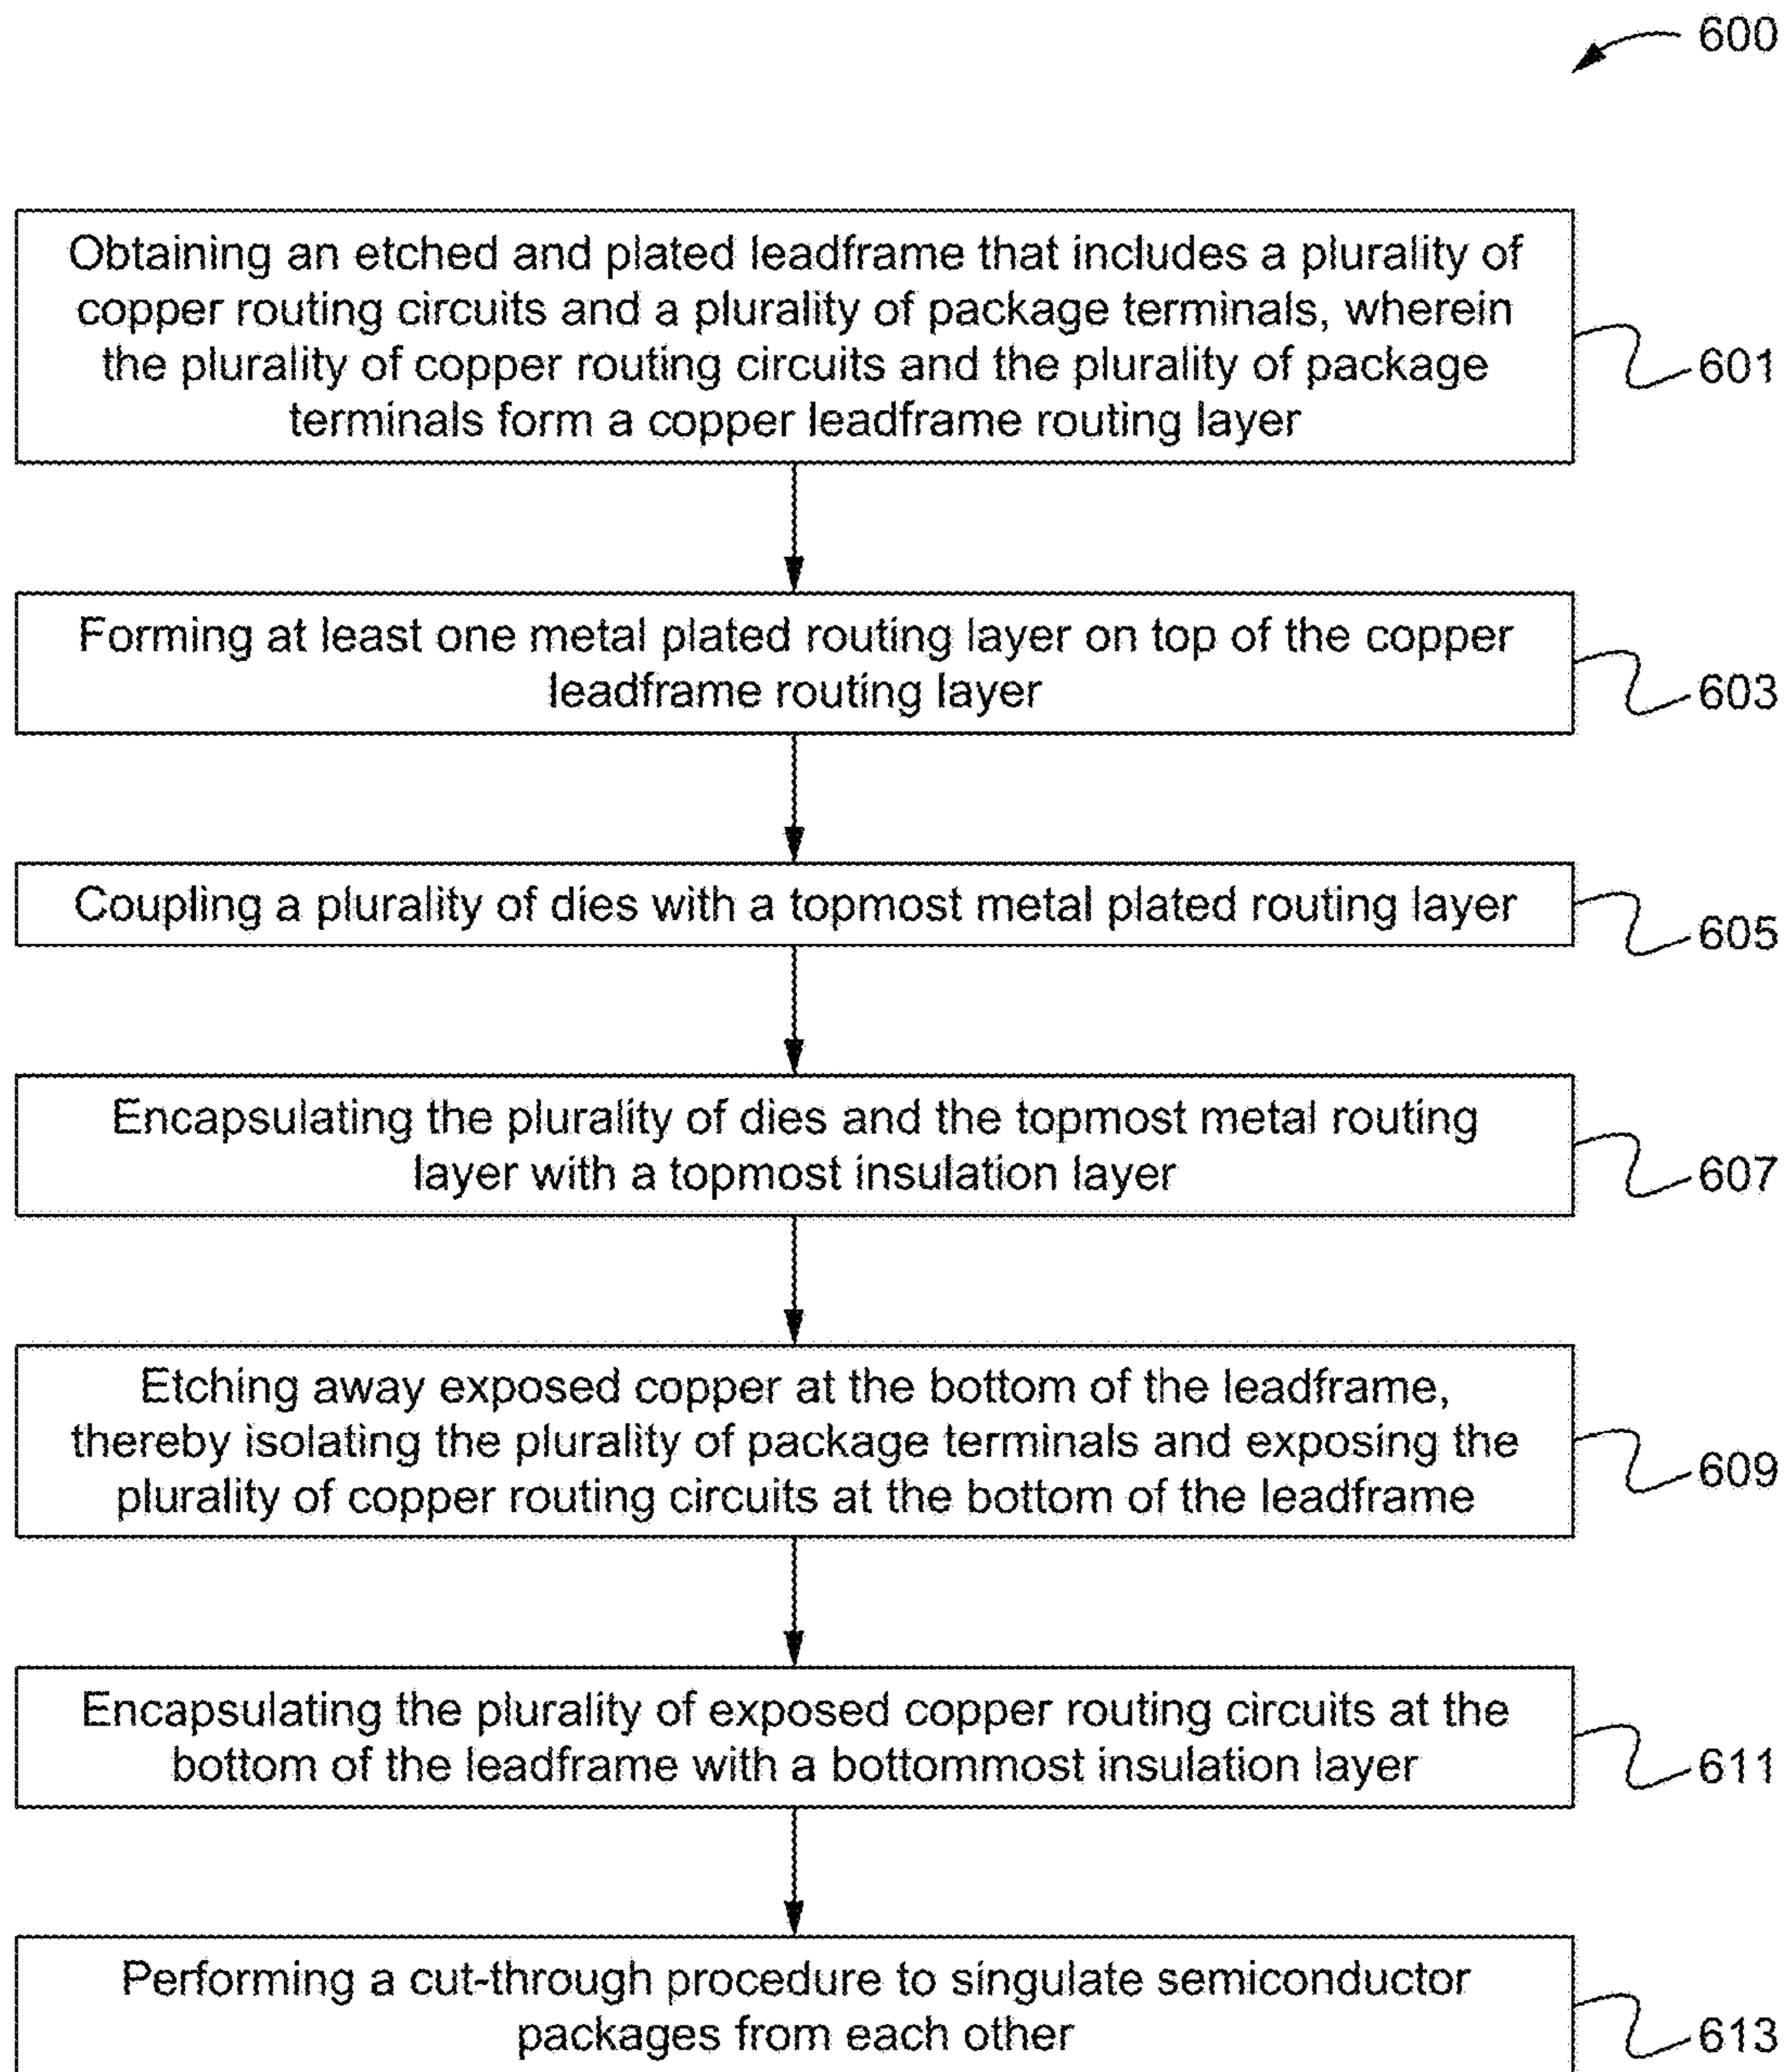 600
Obtaining an etched and plated leadframe that includes a plurality of
copper routing circuits and a plurality of package terminals, wherein
the plurality of copper routing circuits and the plurality of package
terminals form a copper leadframe routing layer
601
Forming at least one metal plated routing layer on top of the copper
leadframe routing layer
603
Coupling a plurality of dies with a topmost metal plated routing layer
605
Encapsulating the plurality of dies and the topmost metal routing
layer with a topmost insulation layer
607
Etching away exposed copper at the bottom of the leadframe,
thereby isolating the plurality of package terminals and exposing the
plurality of copper routing circuits at the bottom of the leadframe
609
Encapsulating the plurality of exposed copper routing circuits at the
bottom of the leadframe with a bottommost insulation layer
611
Performing a cut-through procedure to singulate semiconductor
packages from each other
613